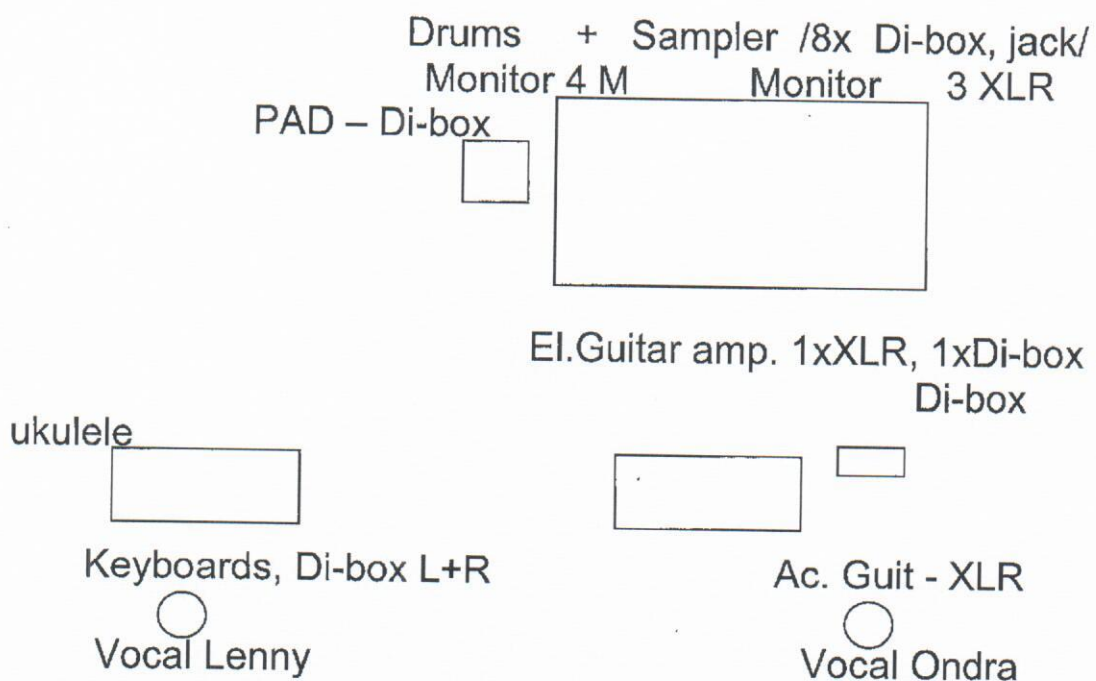 Drums + Sampler /8x Di-box, jack/
Monitor 4 M Monitor 3 XLR
PAD – Di-box
El.Guitar amp. 1xXLR, 1xDi-box
Di-box
ukulele
Keyboards, Di-box L+R
Ac. Guit - XLR
Vocal Lenny
Vocal Ondra